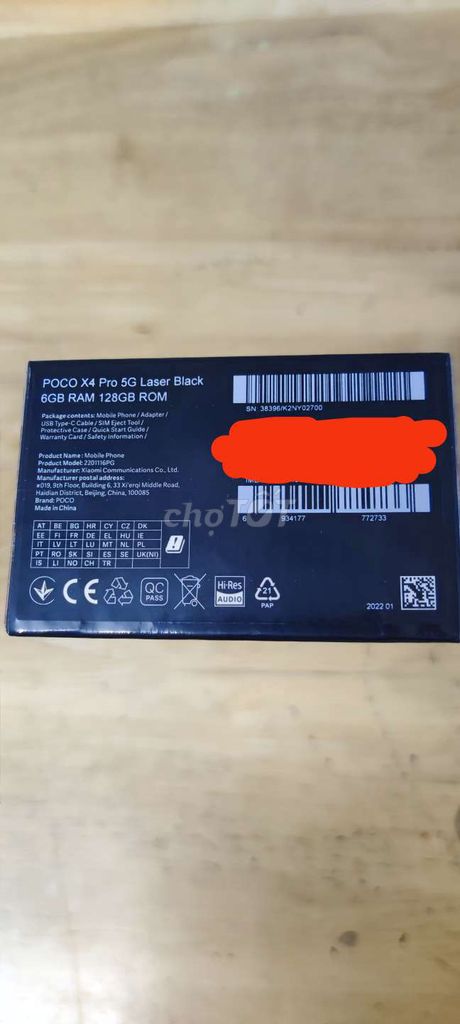 POCO X4 Pro 5G Laser Black
6GB RAM 128GB ROM
Package contents: Mobile Phone / Adapter /
USB Type-C Cable / SIM Eject Tool /
Protective Case / Quick Start Guide /
Warranty Card / Safety Information /
Product Name: Mobile Phone
Model: 2201116PG
Manufacturer: Xiaomi Communications Co., Ltd.
Manufacturer postal address:
#019, 9th Floor, Building 6, 33 Xi'erqi Middle Road,
Haidian District, Beijing, China, 100085
Brand: POCO
Made in China
SN 38396/K2NY02700
6 934177 772733
chợTỐT
AT BE BG HR CY CZ DK
EE FI FR DE EL HU IE
IT LV LT LU MT NL PL
PT RO SK SI ES SE UK(NI)
IS LI NO CH TR
CE
QC
PASS
Hi-Res
AUDIO
21
PAP
2022 01